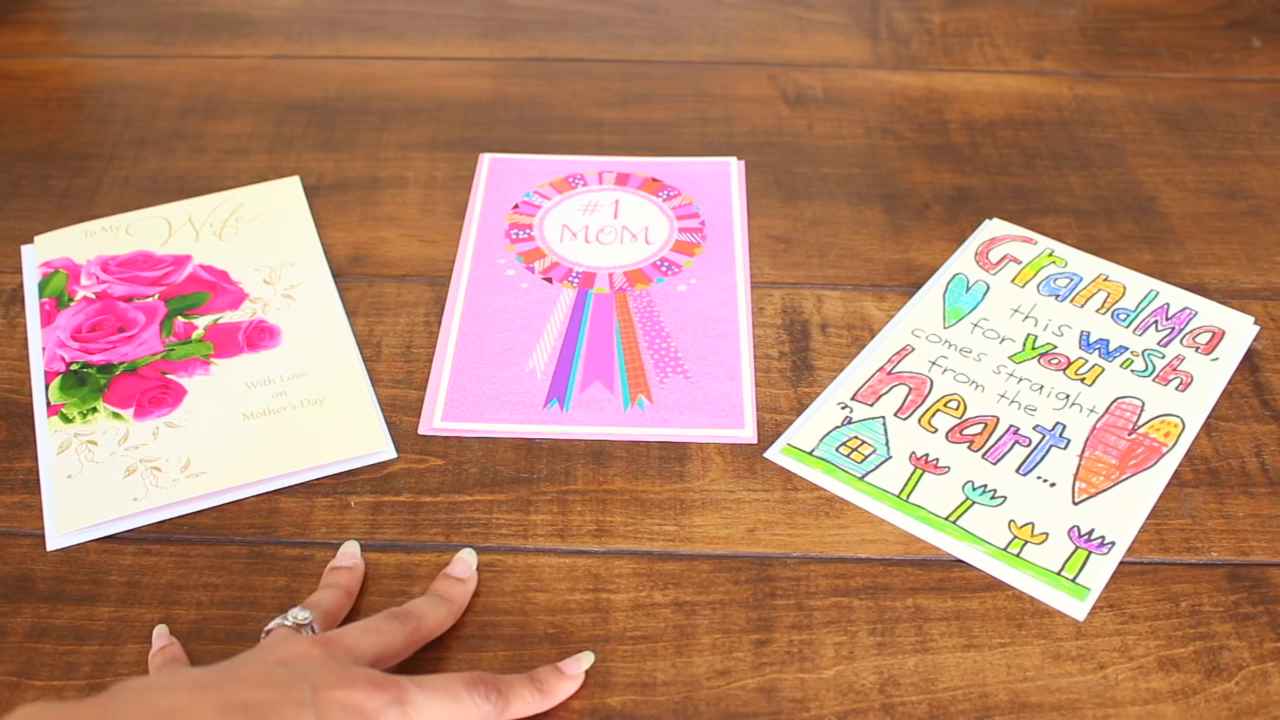 To My Wife
With Love
on
Mother's Day
#1
MOM
Grandma,
this wish
for you
comes straight
from the
heart...